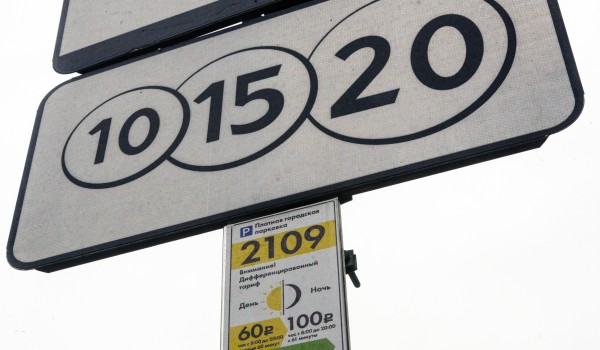 10 15 20
P Платная городская
парковка
2109
Внимание!
Дифференцированный
тариф
День Ночь
60₽ 100₽